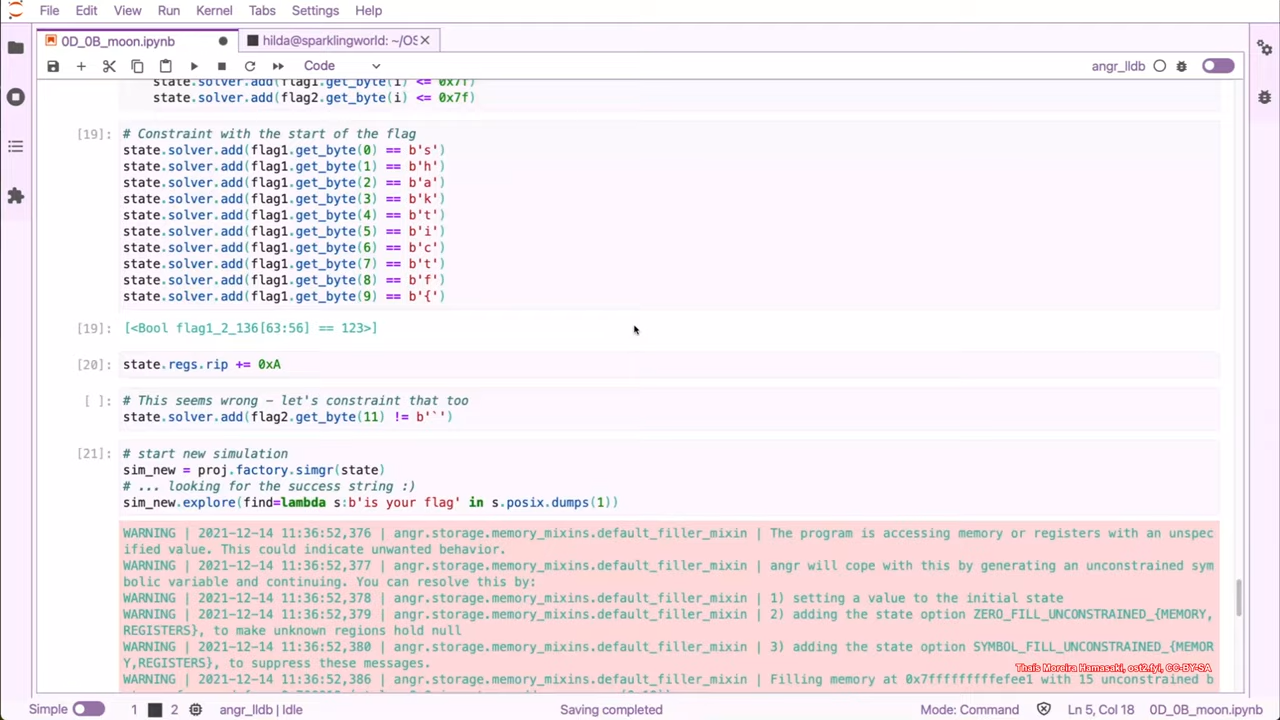 File Edit View Run Kernel Tabs Settings Help
0D_0B_moon.ipynb
hilda@sparklingworld: ~/OS
Code
angr_lldb
state.solver.add(flag1.get_byte(i) <= 0x7f)
state.solver.add(flag2.get_byte(i) <= 0x7f)
[19]: # Constraint with the start of the flag
state.solver.add(flag1.get_byte(0) == b's')
state.solver.add(flag1.get_byte(1) == b'h')
state.solver.add(flag1.get_byte(2) == b'a')
state.solver.add(flag1.get_byte(3) == b'k')
state.solver.add(flag1.get_byte(4) == b't')
state.solver.add(flag1.get_byte(5) == b'i')
state.solver.add(flag1.get_byte(6) == b'c')
state.solver.add(flag1.get_byte(7) == b't')
state.solver.add(flag1.get_byte(8) == b'f')
state.solver.add(flag1.get_byte(9) == b'{')
[19]: [<Bool flag1_2_136[63:56] == 123>]
[20]: state.regs.rip += 0xA
[ ]: # This seems wrong – let's constraint that too
state.solver.add(flag2.get_byte(11) != b'`')
[21]: # start new simulation
sim_new = proj.factory.simgr(state)
# ... looking for the success string :)
sim_new.explore(find=lambda s:b'is your flag' in s.posix.dumps(1))
WARNING | 2021-12-14 11:36:52,376 | angr.storage.memory_mixins.default_filler_mixin | The program is accessing memory or registers with an unspec
ified value. This could indicate unwanted behavior.
WARNING | 2021-12-14 11:36:52,377 | angr.storage.memory_mixins.default_filler_mixin | angr will cope with this by generating an unconstrained sym
bolic variable and continuing. You can resolve this by:
WARNING | 2021-12-14 11:36:52,378 | angr.storage.memory_mixins.default_filler_mixin | 1) setting a value to the initial state
WARNING | 2021-12-14 11:36:52,379 | angr.storage.memory_mixins.default_filler_mixin | 2) adding the state option ZERO_FILL_UNCONSTRAINED_{MEMORY,
REGISTERS}, to make unknown regions hold null
WARNING | 2021-12-14 11:36:52,380 | angr.storage.memory_mixins.default_filler_mixin | 3) adding the state option SYMBOL_FILL_UNCONSTRAINED_{MEMOR
Y,REGISTERS}, to suppress these messages.
Thais Moreira Hamasaki, ost2.fyi, CC-BY-SA
WARNING | 2021-12-14 11:36:52,386 | angr.storage.memory_mixins.default_filler_mixin | Filling memory at 0x7fffffffffefee1 with 15 unconstrained b
Simple 1 2 angr_lldb | Idle Saving completed Mode: Command Ln 5, Col 18 0D_0B_moon.ipynb